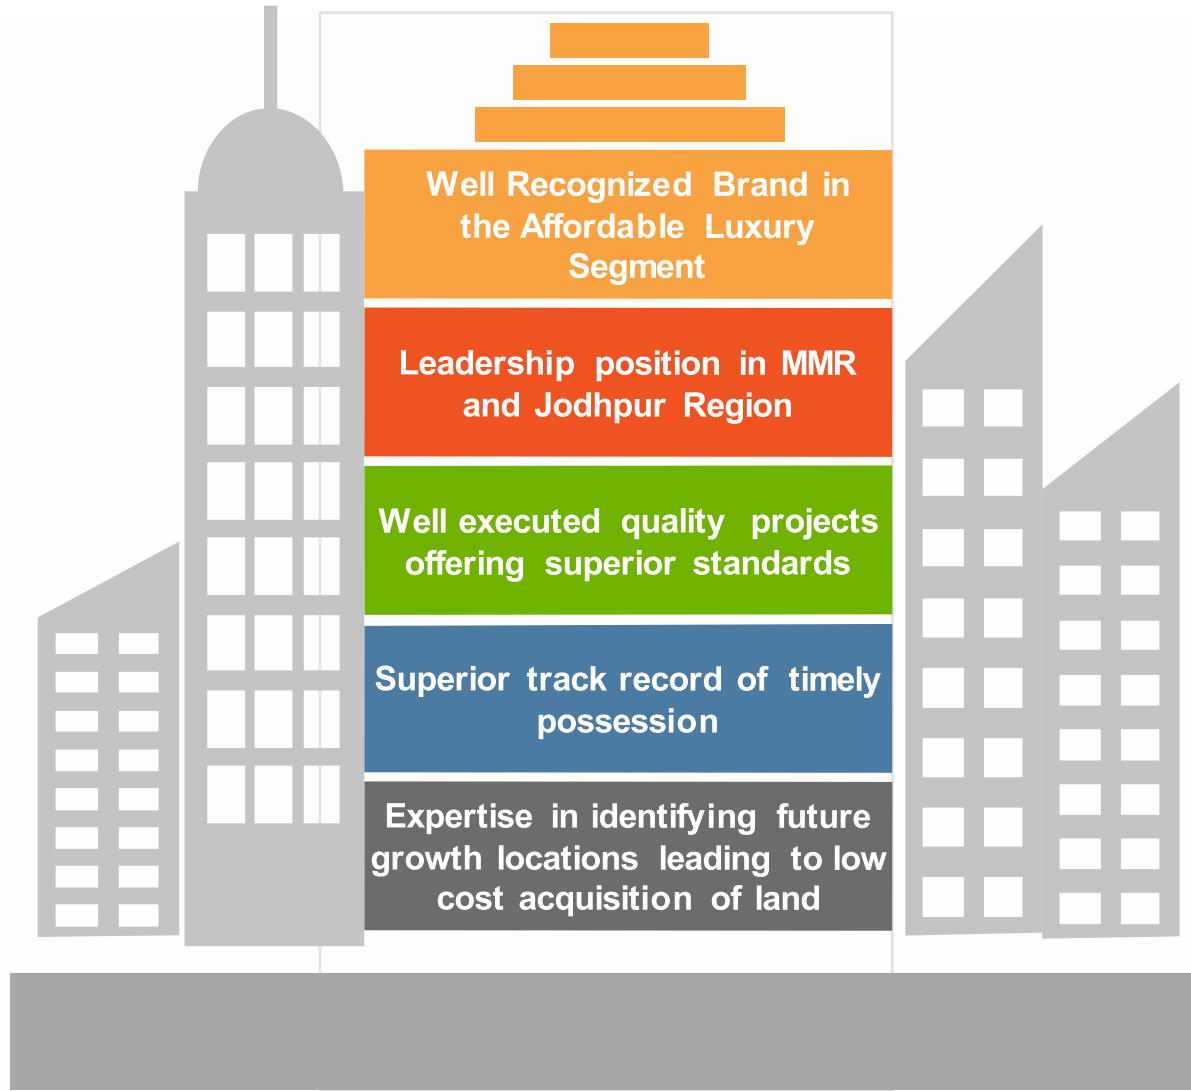 Well Recognized Brand in
the Affordable Luxury
Segment
Leadership position in MMR
and Jodhpur Region
Well executed quality projects
offering superior standards
Superior track record of timely
possession
Expertise in identifying future
growth locations leading to low
cost acquisition of land